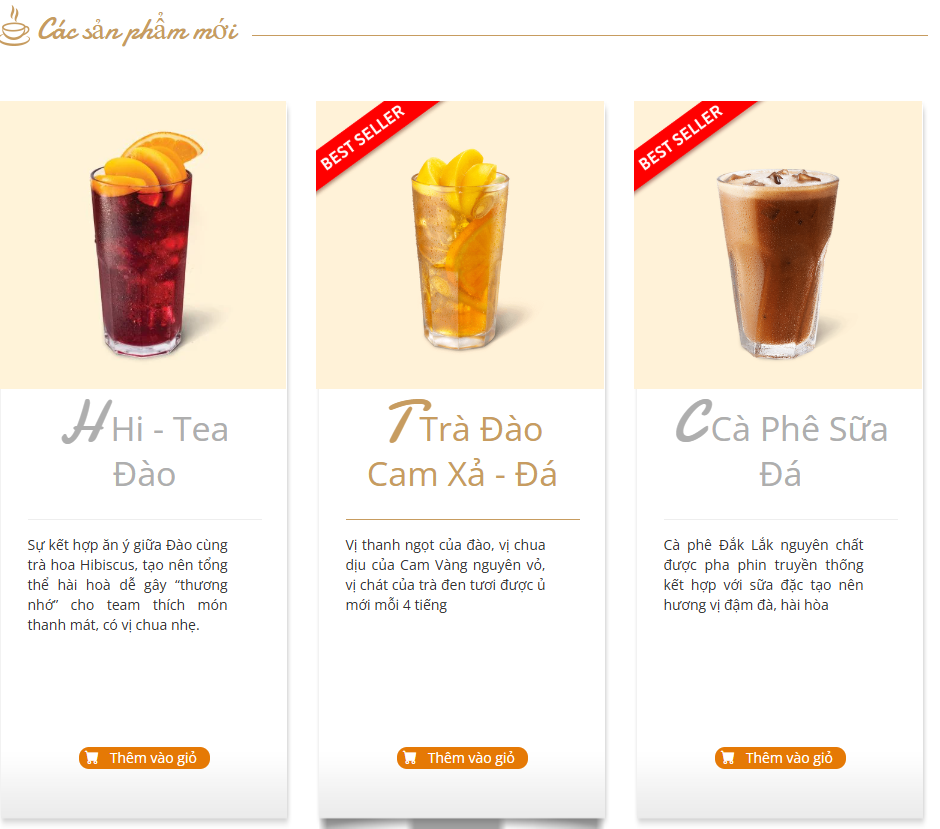 Các sản phẩm mới
BEST SELLER
BEST SELLER
HHi - Tea
Đào
Sự kết hợp ăn ý giữa Đào cùng
trà hoa Hibiscus, tạo nên tổng
thể hài hoà dễ gây “thương
nhớ” cho team thích món
thanh mát, có vị chua nhẹ.
Thêm vào giỏ
TTrà Đào
Cam Xả - Đá
Vị thanh ngọt của đào, vị chua
dịu của Cam Vàng nguyên vỏ,
vị chát của trà đen tươi được ủ
mới mỗi 4 tiếng
Thêm vào giỏ
CCà Phê Sữa
Đá
Cà phê Đắk Lắk nguyên chất
được pha phin truyền thống
kết hợp với sữa đặc tạo nên
hương vị đậm đà, hài hòa
Thêm vào giỏ